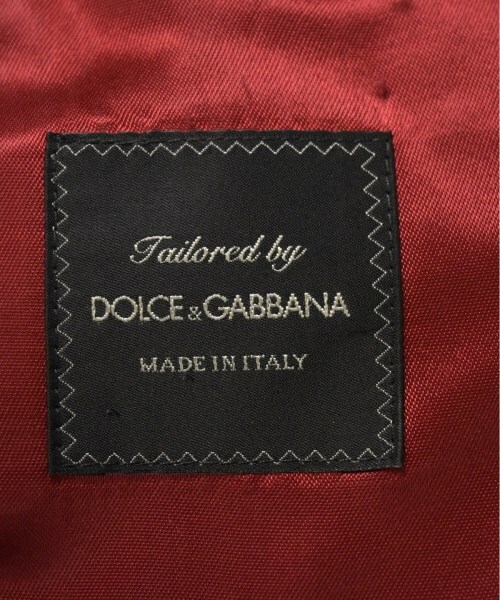 Tailored by
DOLCE & GABBANA
MADE IN ITALY